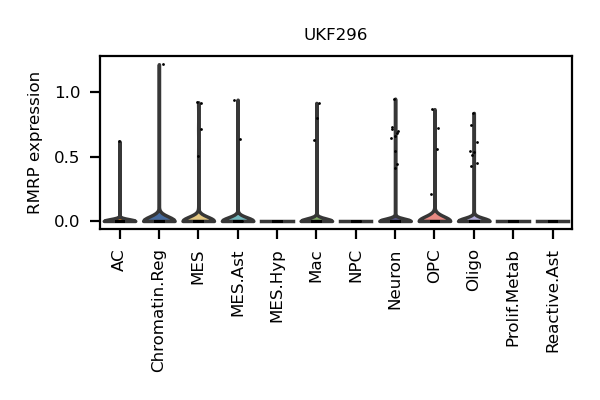 UKF296
RMRP expression
1.0
0.5
0.0
AC
Chromatin.Reg
MES
MES.Ast
MES.Hyp
Mac
NPC
Neuron
OPC
Oligo
Prolif.Metab
Reactive.Ast